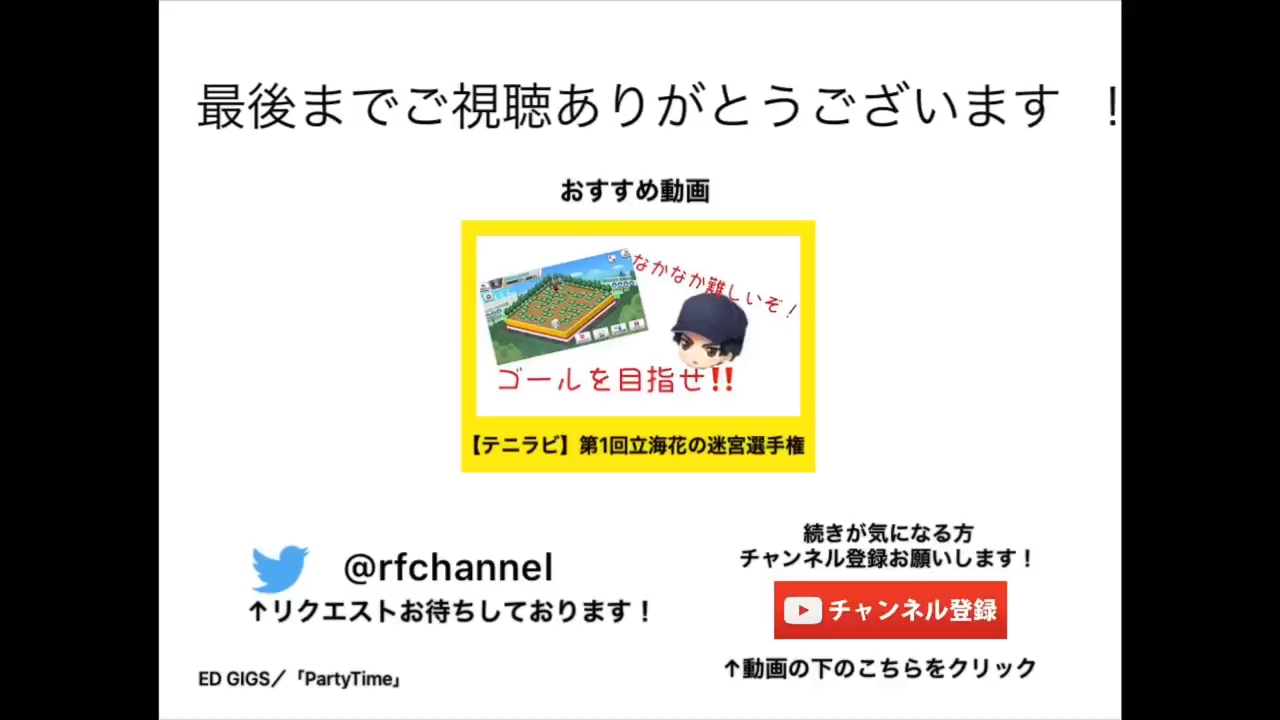 最後までご視聴ありがとうございます ！
おすすめ動画
なかなか難しいぞ！
ゴールを目指せ‼
【テニラビ】第1回立海花の迷宮選手権
続きが気になる方
チャンネル登録お願いします！
@rfchannel
↑リクエストお待ちしております！
チャンネル登録
↑動画の下のこちらをクリック
ED GIGS／「PartyTime」